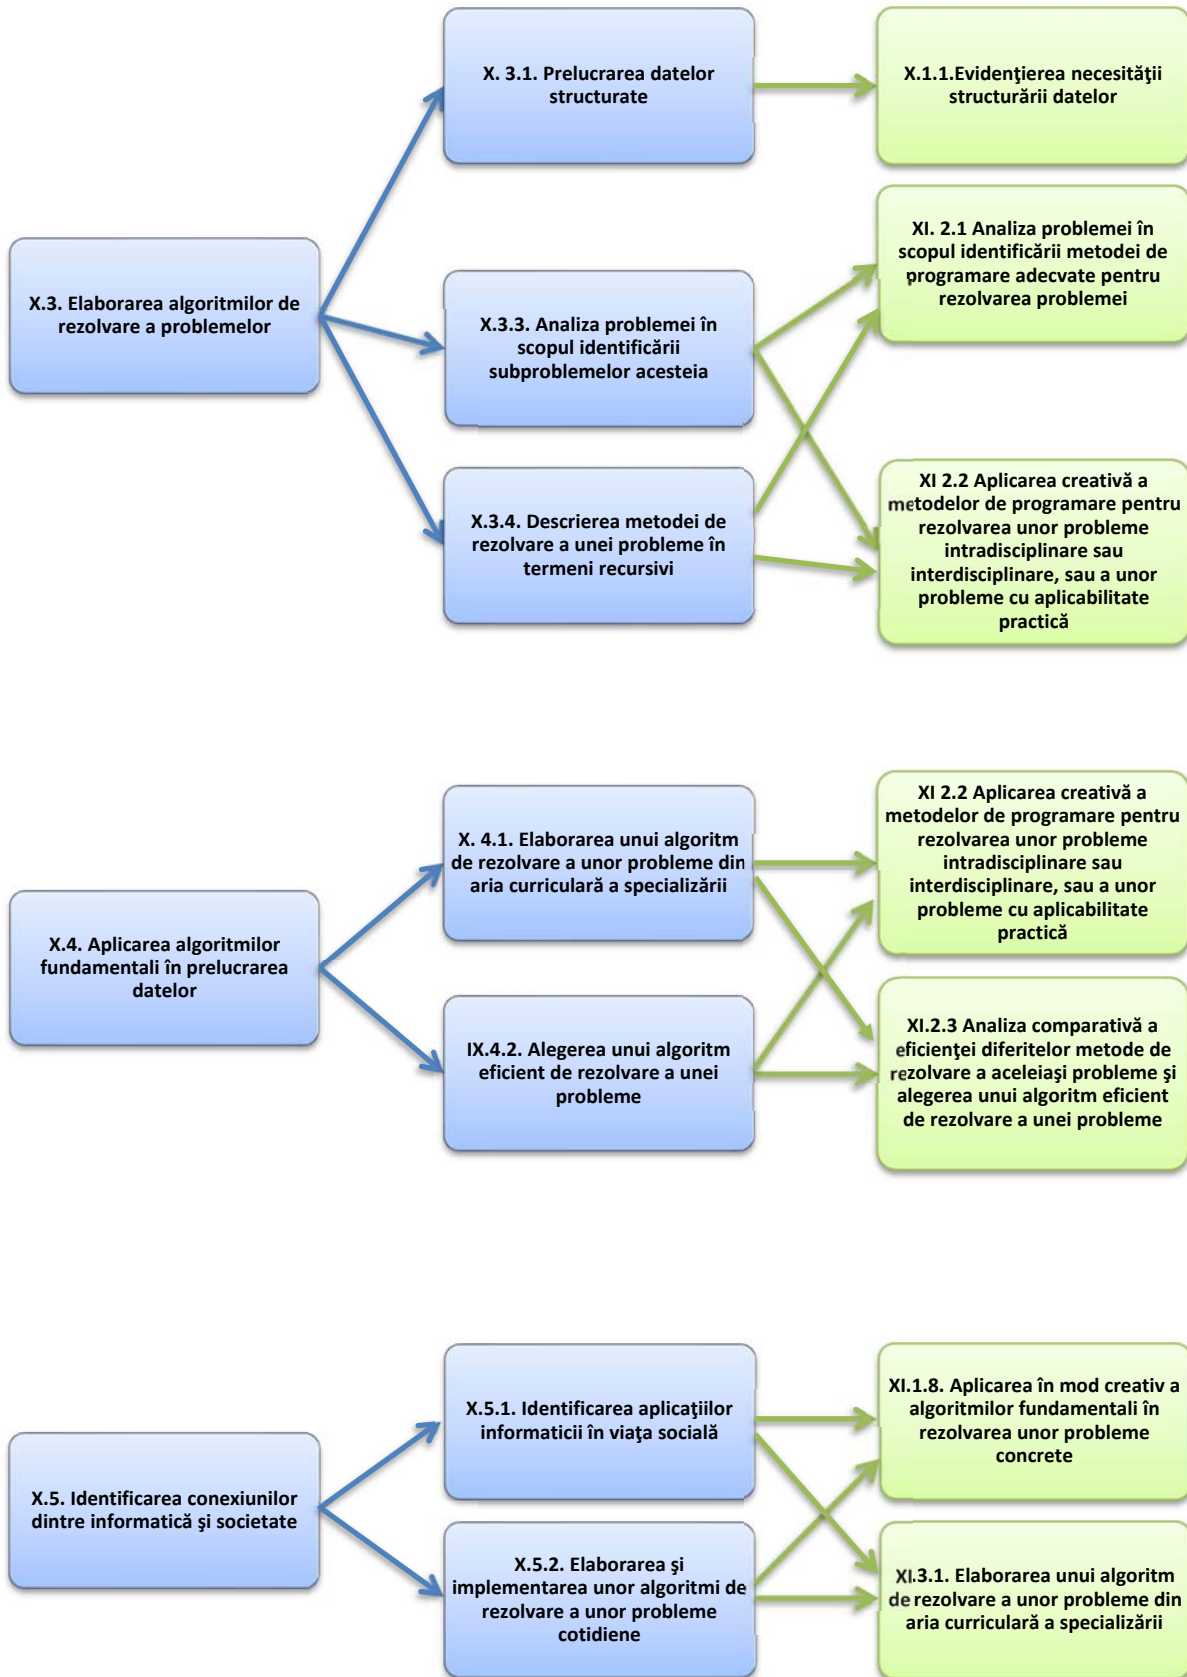 X. 3.1. Prelucrarea datelor
structurate
X.1.1.Evidenţierea necesităţii
structurării datelor
X.3. Elaborarea algoritmilor de
rezolvare a problemelor
X.3.3. Analiza problemei în
scopul identificării
subproblemelor acesteia
XI. 2.1 Analiza problemei în
scopul identificării metodei de
programare adecvate pentru
rezolvarea problemei
X.3.4. Descrierea metodei de
rezolvare a unei probleme în
termeni recursivi
XI 2.2 Aplicarea creativă a
metodelor de programare pentru
rezolvarea unor probleme
intradisciplinare sau
interdisciplinare, sau a unor
probleme cu aplicabilitate
practică
X.4. Aplicarea algoritmilor
fundamentali în prelucrarea
datelor
X. 4.1. Elaborarea unui algoritm
de rezolvare a unor probleme din
aria curriculară a specializării
XI 2.2 Aplicarea creativă a
metodelor de programare pentru
rezolvarea unor probleme
intradisciplinare sau
interdisciplinare, sau a unor
probleme cu aplicabilitate
practică
IX.4.2. Alegerea unui algoritm
eficient de rezolvare a unei
probleme
XI.2.3 Analiza comparativă a
eficienţei diferitelor metode de
rezolvare a aceleiaşi probleme şi
alegerea unui algoritm eficient
de rezolvare a unei probleme
X.5. Identificarea conexiunilor
dintre informatică şi societate
X.5.1. Identificarea aplicaţiilor
informaticii în viaţa socială
XI.1.8. Aplicarea în mod creativ a
algoritmilor fundamentali în
rezolvarea unor probleme
concrete
X.5.2. Elaborarea şi
implementarea unor algoritmi de
rezolvare a unor probleme
cotidiene
XI.3.1. Elaborarea unui algoritm
de rezolvare a unor probleme din
aria curriculară a specializării